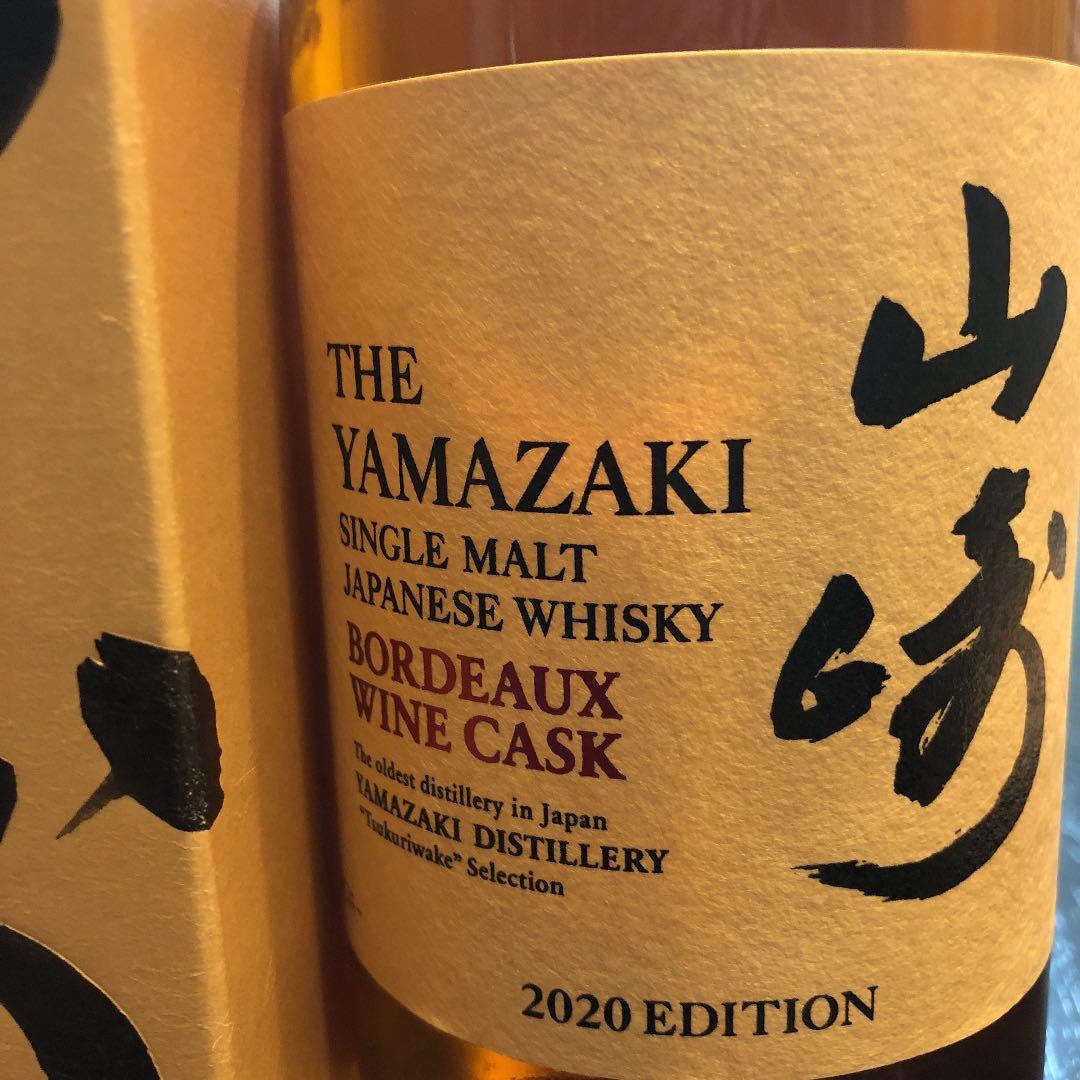 THE
YAMAZAKI
SINGLE MALT
JAPANESE WHISKY
BORDEAUX
WINE CASK
The oldest distillery in Japan
YAMAZAKI DISTILLERY
"Tsukuriwake" Selection
山崎
2020 EDITION